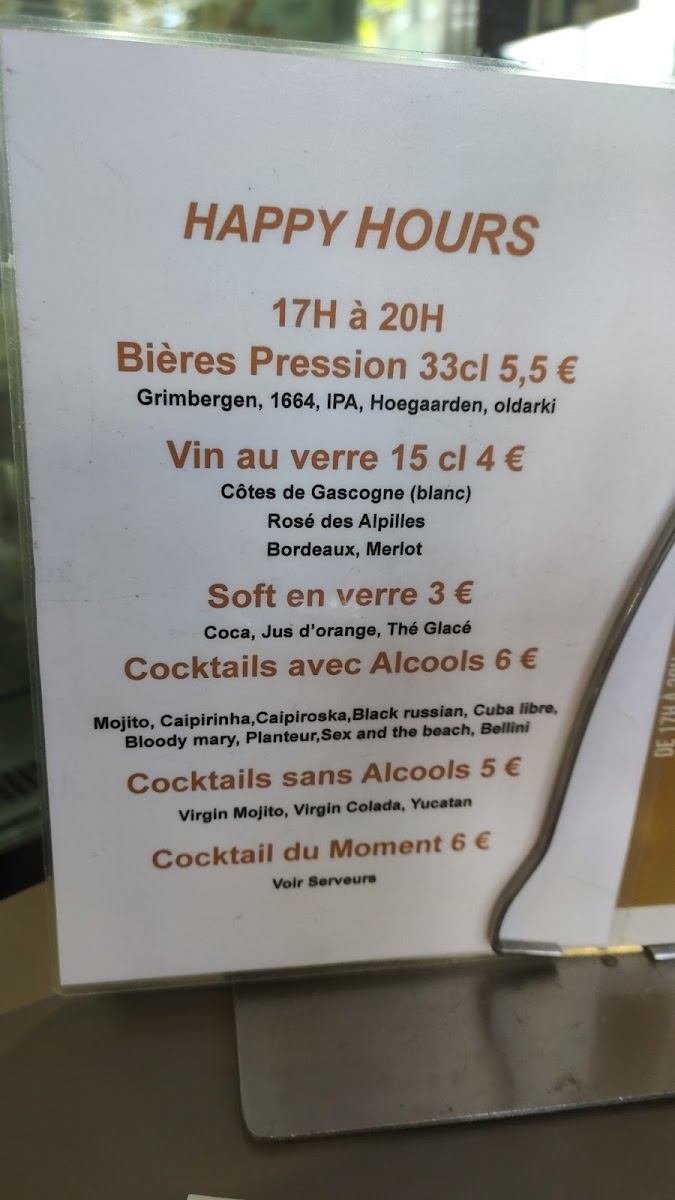 HAPPY HOURS
17H à 20H
Bières Pression 33cl 5,5 €
Grimbergen, 1664, IPA, Hoegaarden, oldarki
Vin au verre 15 cl 4 €
Côtes de Gascogne (blanc)
Rosé des Alpilles
Bordeaux, Merlot
Soft en verre 3 €
Coca, Jus d'orange, Thé Glacé
Cocktails avec Alcools 6 €
Mojito, Caipirinha,Caipiroska,Black russian, Cuba libre,
Bloody mary, Planteur,Sex and the beach, Bellini
Cocktails sans Alcools 5 €
Virgin Mojito, Virgin Colada, Yucatan
Cocktail du Moment 6 €
Voir Serveurs
DE 17H A 20H